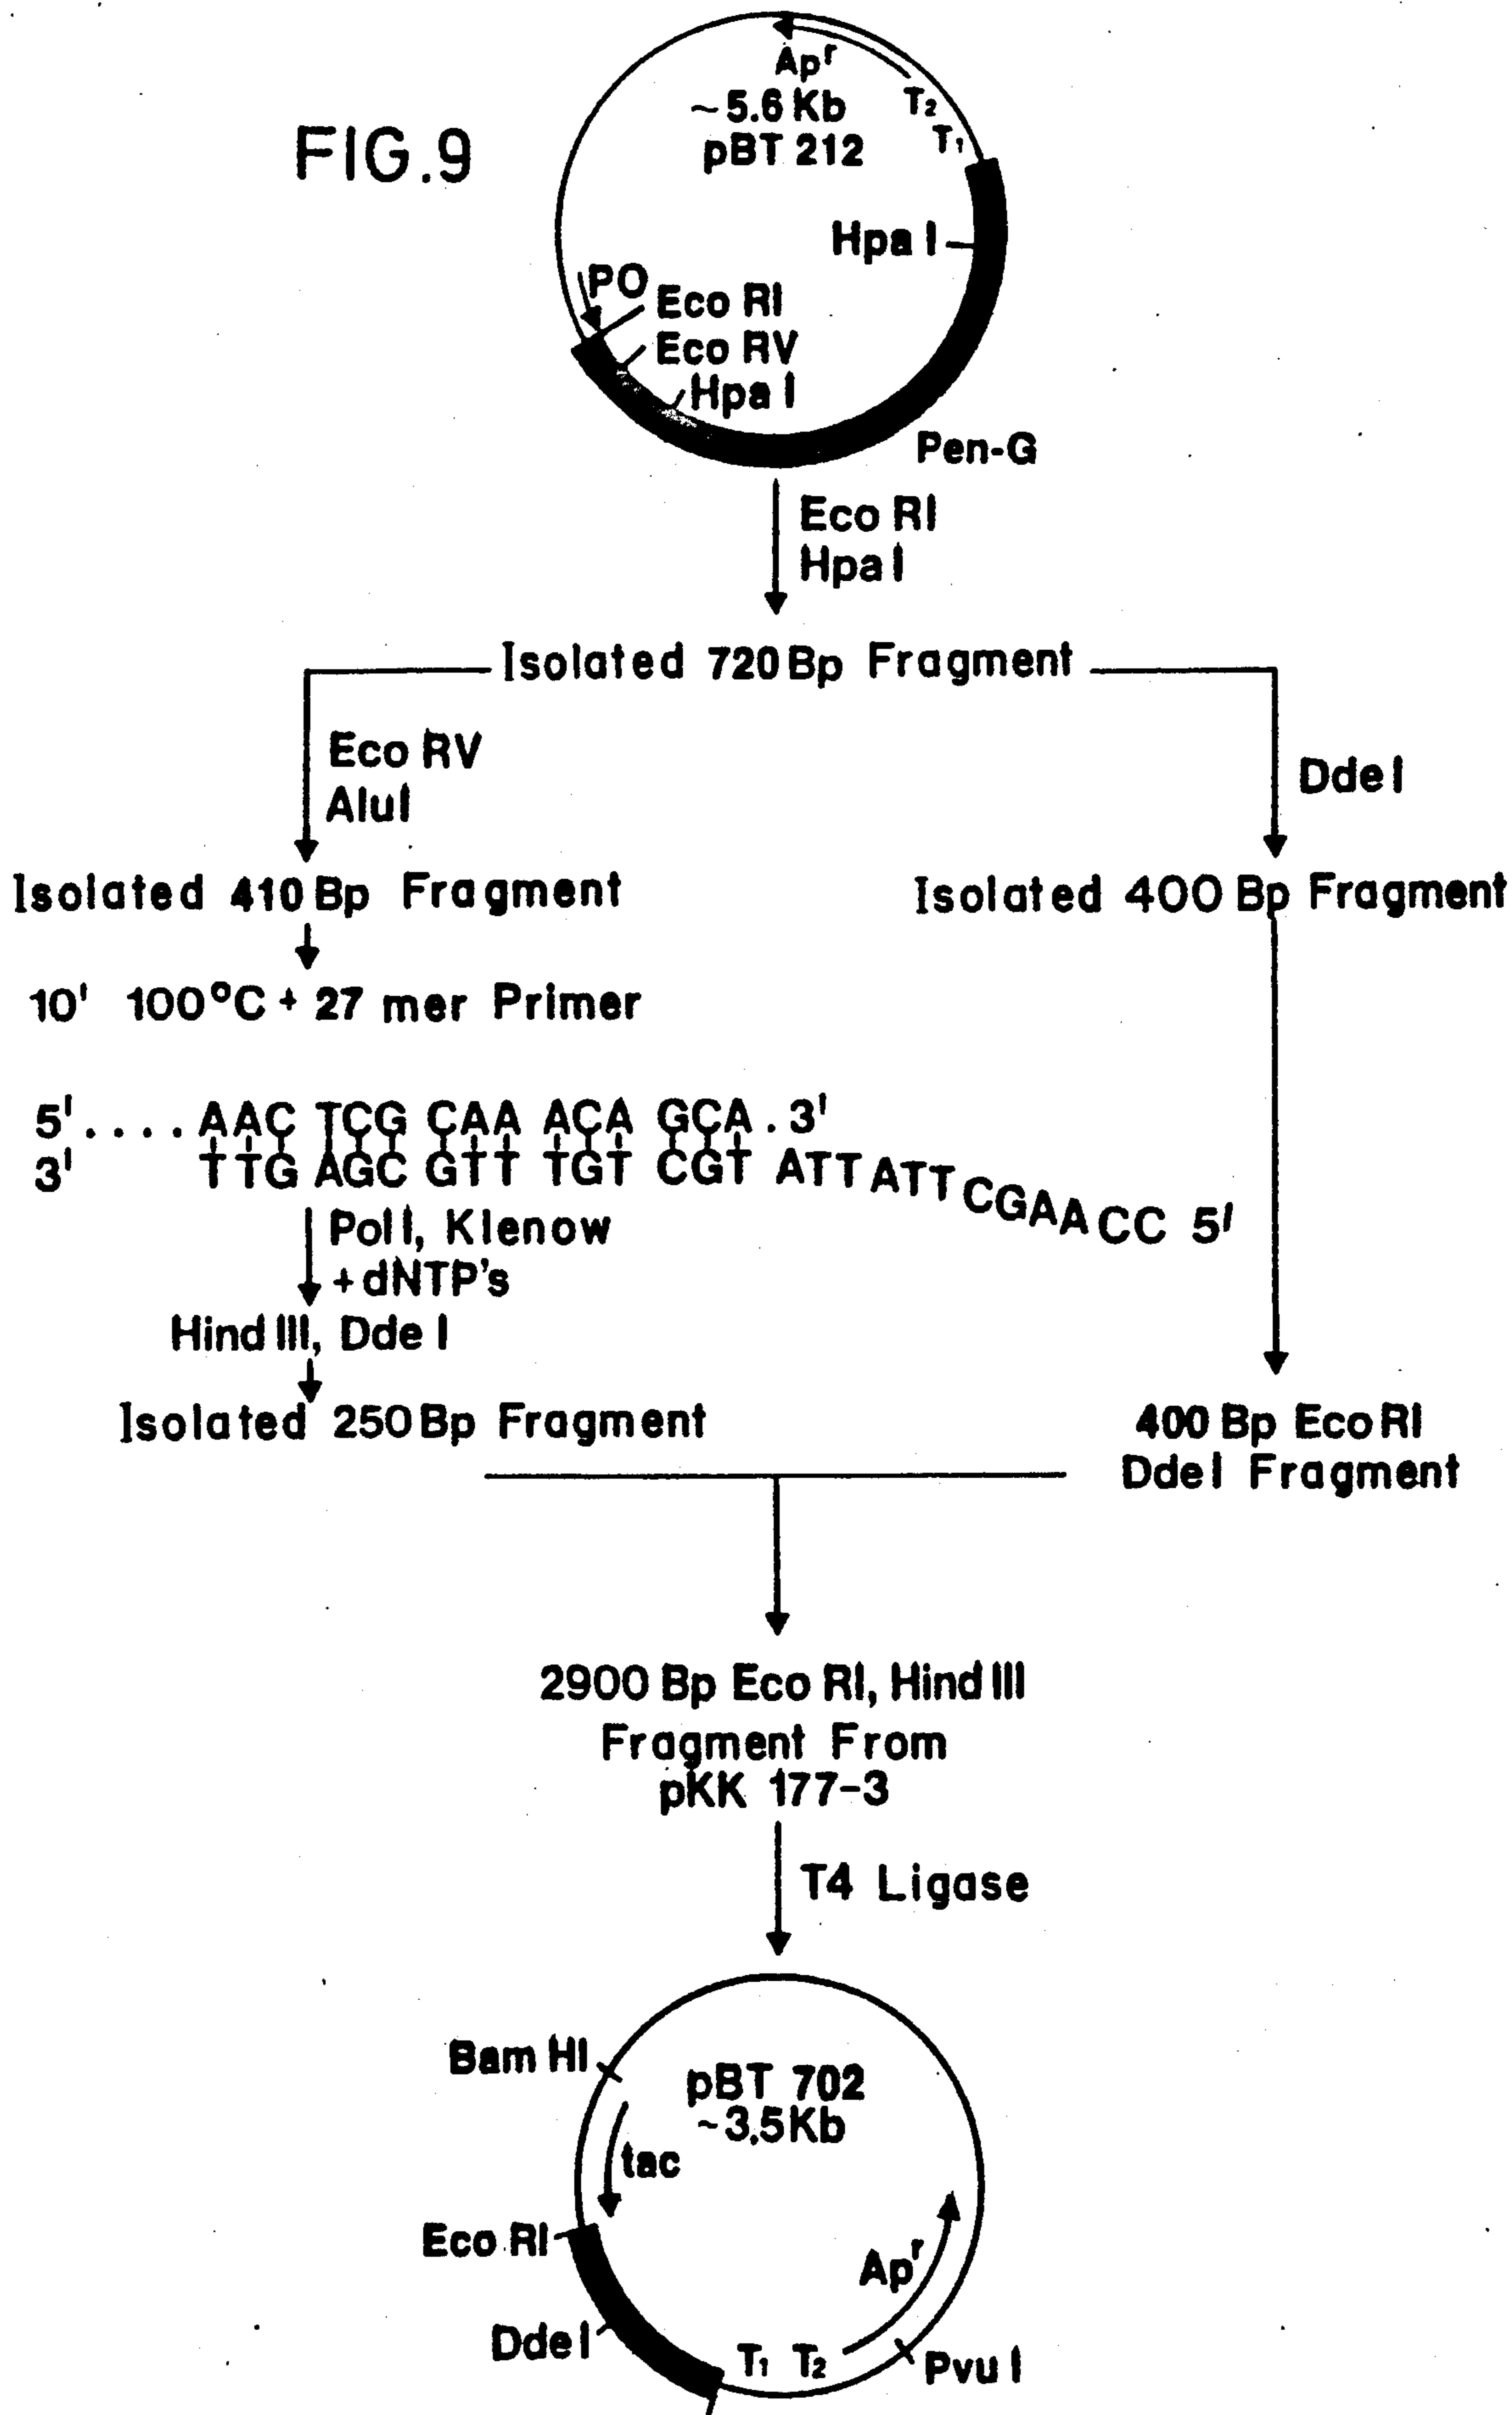 FIG.9
Apʳ
~5.6 Kb
pBT 212
T₂
T₁
Hpa I
PO
Eco RI
Eco RV
Hpa I
Pen-G
Eco RI
Hpa I
Isolated 720 Bp Fragment
Eco RV
AluI
Dde I
Isolated 410 Bp Fragment
Isolated 400 Bp Fragment
10' 100°C + 27 mer Primer
5'.... AAC TCG CAA ACA GCA . 3'
3' TTG AGC GTT TGT CGT ATT ATT CGAACC 5'
Pol I, Klenow
+ dNTP's
Hind III, Dde I
Isolated 250 Bp Fragment
400 Bp Eco RI
Dde I Fragment
2900 Bp Eco RI, Hind III
Fragment From
pKK 177-3
T4 Ligase
Bam HI
pBT 702
~3.5 Kb
tac
Eco RI
Apʳ
Dde I
T₁ T₂
Pvu I